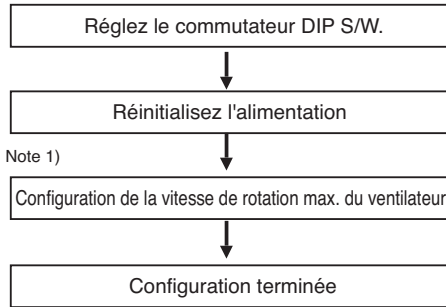 Réglez le commutateur DIP S/W.
Réinitialisez l'alimentation
Note 1)
Configuration de la vitesse de rotation max. du ventilateur
Configuration terminée